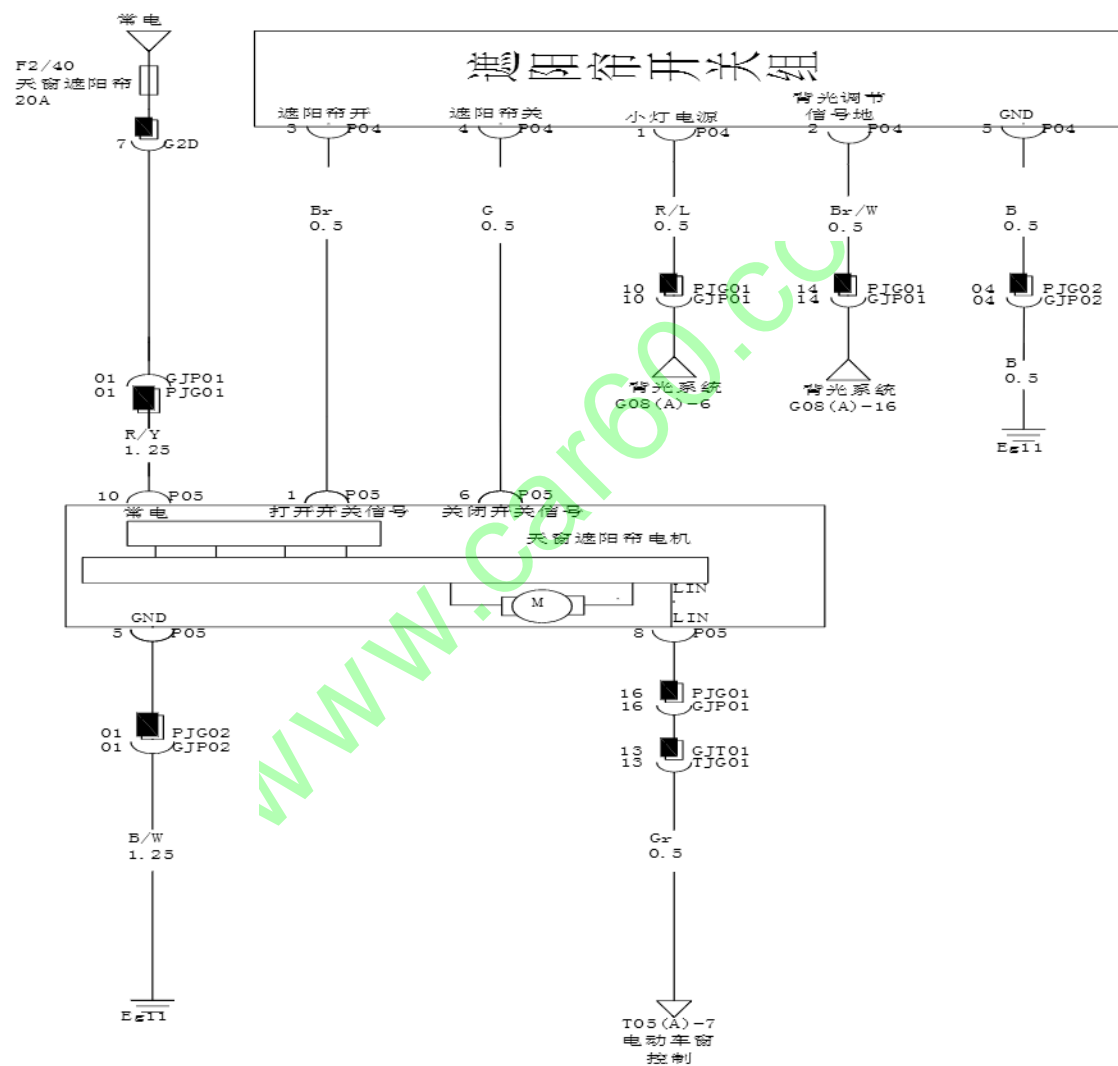 常电
F2/40
天窗遮阳帘
20A
7 G2D
遮阳帘开关组
遮阳帘开
3 P04
遮阳帘关
4 P04
小灯电源
1 P04
背光调节
信号地
2 P04
GND
5 P04
Br
0.5
G
0.5
R/L
0.5
Br/W
0.5
B
0.5
10 PJG01
10 GJP01
14 PJG01
14 GJP01
04 PJG02
04 GJP02
背光系统
G08(A)-6
背光系统
G08(A)-16
B
0.5
Eg11
01 GJP01
01 PJG01
R/Y
1.25
10 P05
1 P05
6 P05
常电
打开开关信号
关闭开关信号
天窗遮阳帘电机
M
LIN
LIN
GND
5 P05
8 P05
01 PJG02
01 GJP02
16 PJG01
16 GJP01
13 GJT01
13 TJG01
B/W
1.25
Gr
0.5
Eg11
T05(A)-7
电动车窗
控制
www.car60.co